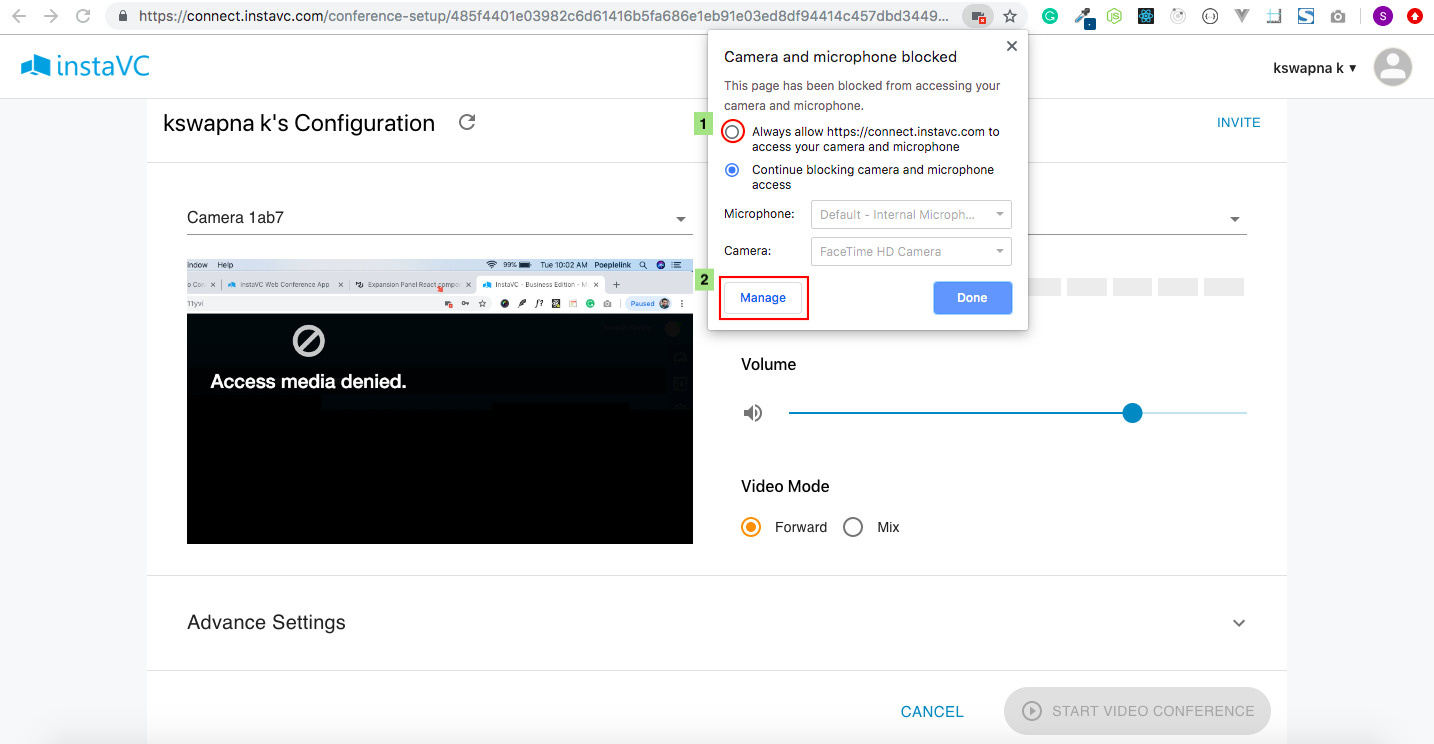 https://connect.instavc.com/conference-setup/485f4401e03982c6d61416b5fa686e1eb91e03ed8df94414c457dbd3449...
S
instaVC
kswapna k ▼
Camera and microphone blocked
This page has been blocked from accessing your
camera and microphone.
1
Always allow https://connect.instavc.com to
access your camera and microphone
Continue blocking camera and microphone
access
Microphone:
Default - Internal Microph...
Camera:
FaceTime HD Camera
2
Manage
Done
kswapna k's Configuration
INVITE
Camera 1ab7
indow Help
99%
Tue 10:02 AM Poeplelink
InstaVC Web Conference App
Expansion Panel React compo
InstaVC - Business Edition - M
11yvi
Paused
Access media denied.
Volume
Video Mode
Forward
Mix
Advance Settings
CANCEL
START VIDEO CONFERENCE